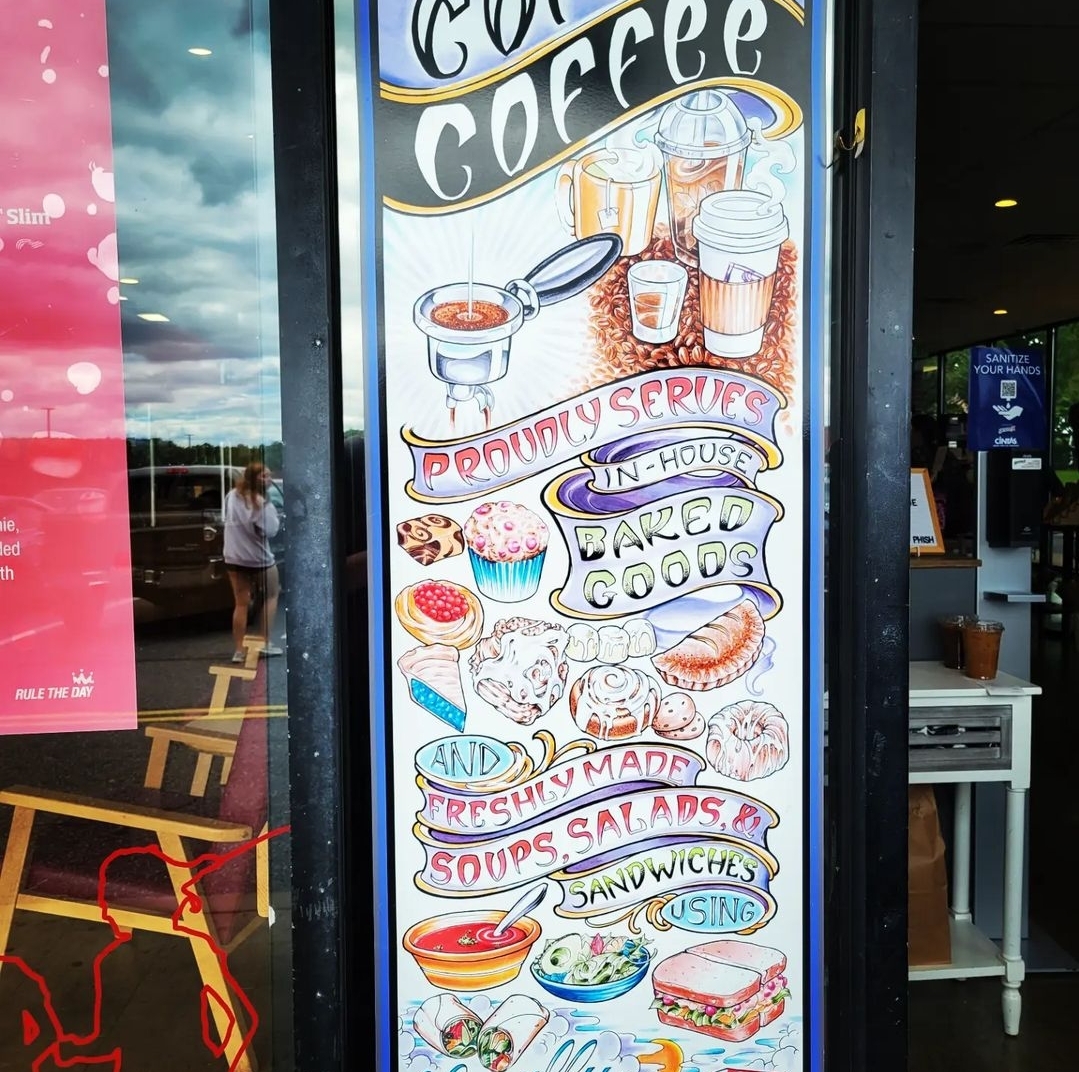 COFFEE
PROUDLY SERVES
IN-HOUSE
BAKED
GOODS
AND
FRESHLY MADE
SOUPS, SALADS, &
SANDWICHES
USING
Slim
RULE THE DAY
SANITIZE
YOUR HANDS
CINTAS
PHISH